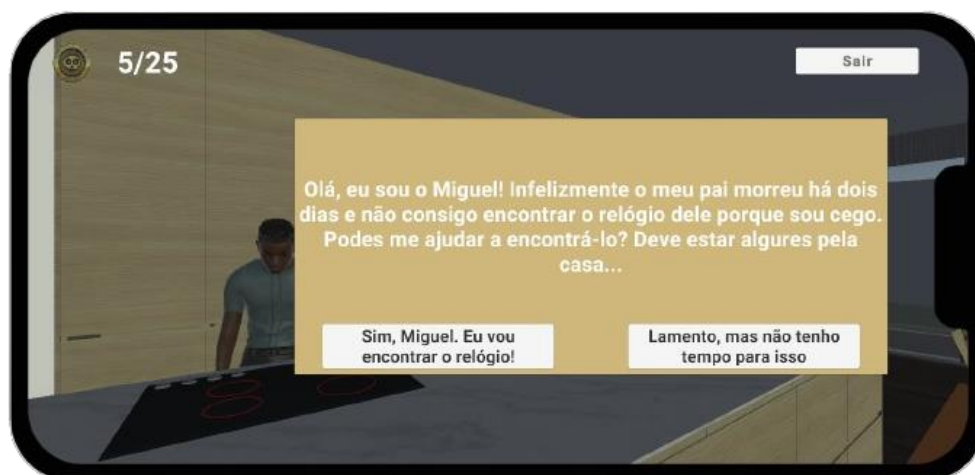 5/25
Sair
Olá, eu sou o Miguel! Infelizmente o meu pai morreu há dois
dias e não consigo encontrar o relógio dele porque sou cego.
Podes me ajudar a encontrá-lo? Deve estar algures pela
casa...
Sim, Miguel. Eu vou
encontrar o relógio!
Lamento, mas não tenho
tempo para isso